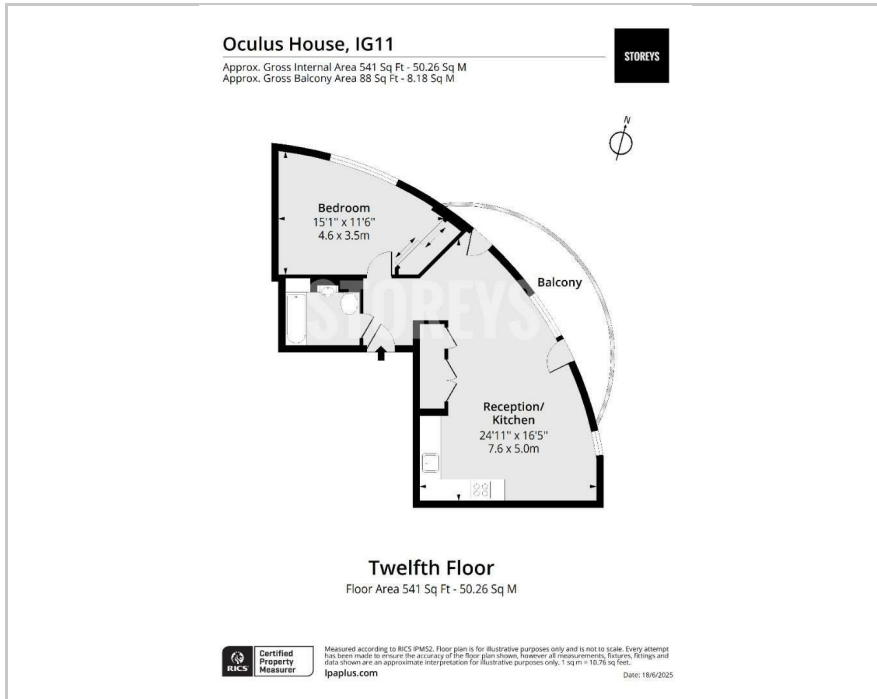 Oculus House, IG11
Approx. Gross Internal Area 541 Sq Ft - 50.26 Sq M
Approx. Gross Balcony Area 88 Sq Ft - 8.18 Sq M
STOREYS
N
Bedroom
15'1" x 11'6"
4.6 x 3.5m
Balcony
STOREYS
Reception/
Kitchen
24'11" x 16'5"
7.6 x 5.0m
Twelfth Floor
Floor Area 541 Sq Ft - 50.26 Sq M
RICS
Certified
Property
Measurer
Measured according to RICS IPMS2. Floor plan is for illustrative purposes only and is not to scale. Every attempt
has been made to ensure the accuracy of the floor plan shown, however all measurements, fixtures, fittings and
data shown are an approximate interpretation for illustrative purposes only. 1 sq m = 10.76 sq feet.
lpaplus.com
Date: 18/6/2025